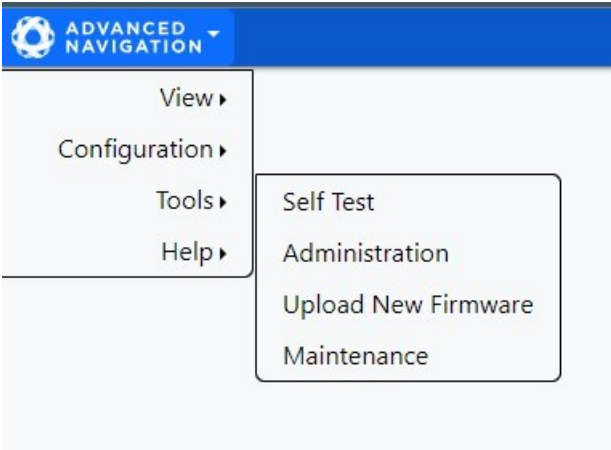 ADVANCED
NAVIGATION
View
Configuration
Tools
Help
Self Test
Administration
Upload New Firmware
Maintenance